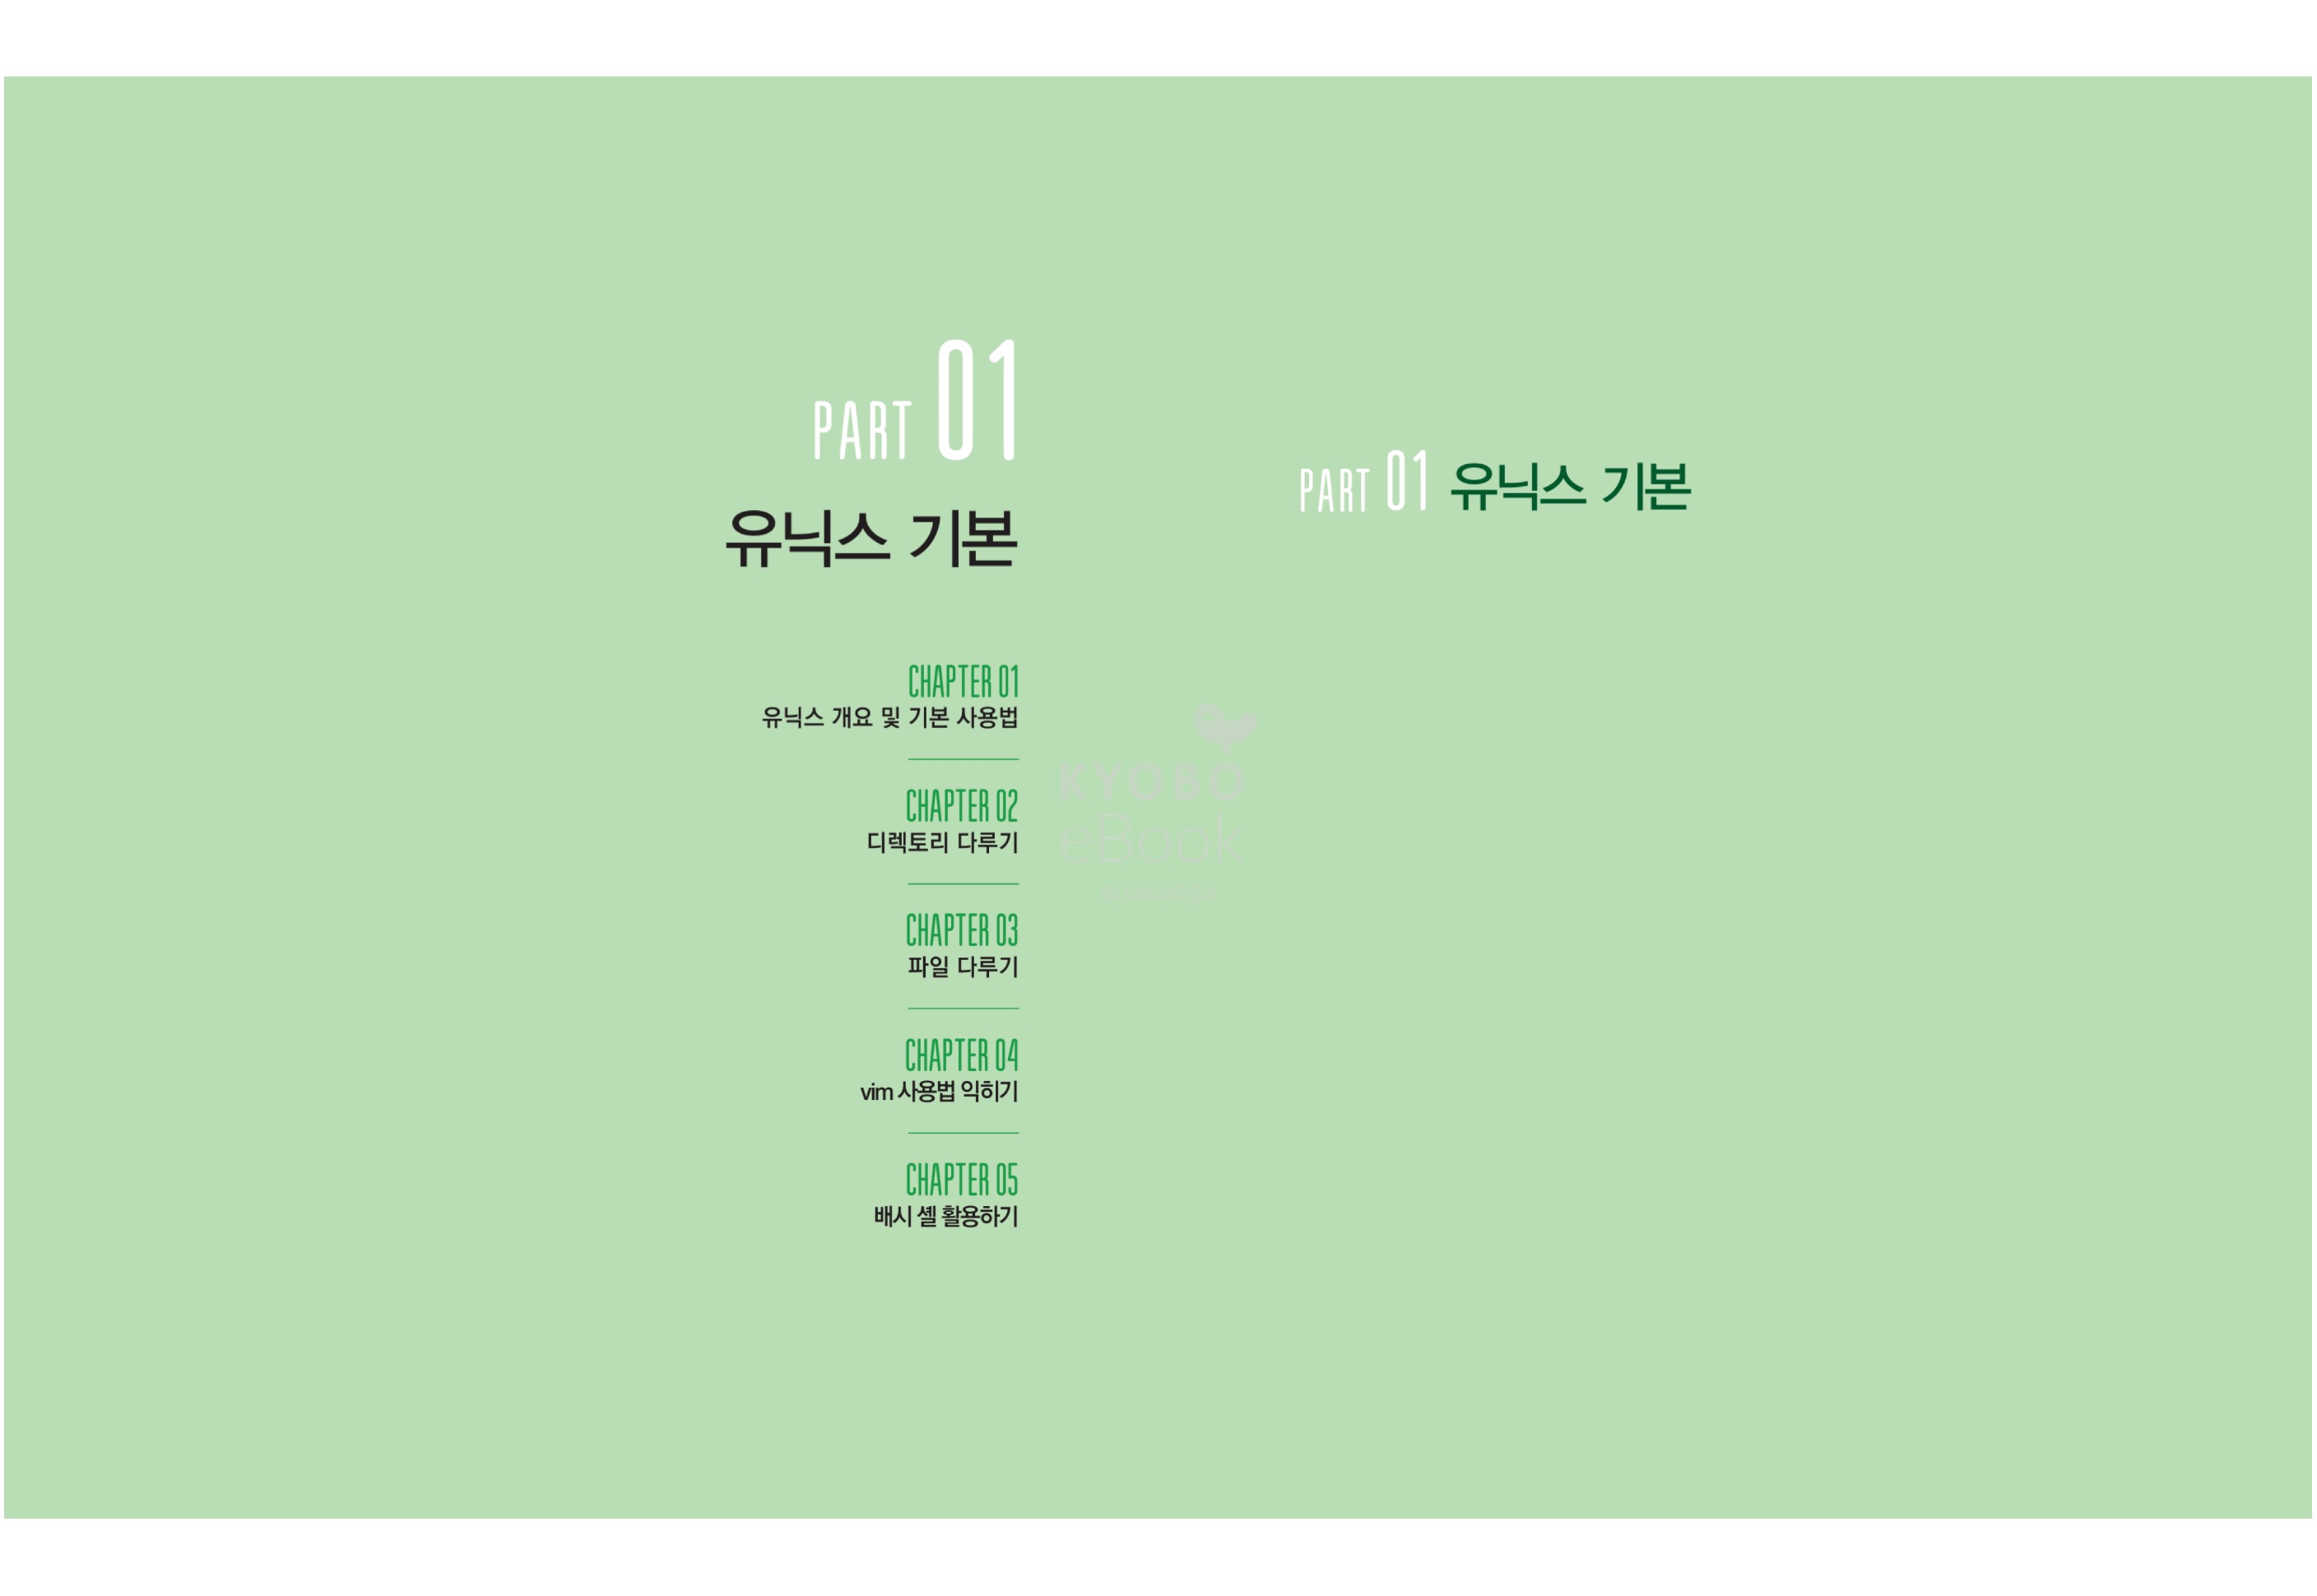 PART 01
유닉스 기본
CHAPTER 01
유닉스 개요 및 기본 사용법
CHAPTER 02
디렉토리 다루기
CHAPTER 03
파일 다루기
CHAPTER 04
vim 사용법 익히기
CHAPTER 05
배시 셸 활용하기
PART 01 유닉스 기본
KYOBO
eBook